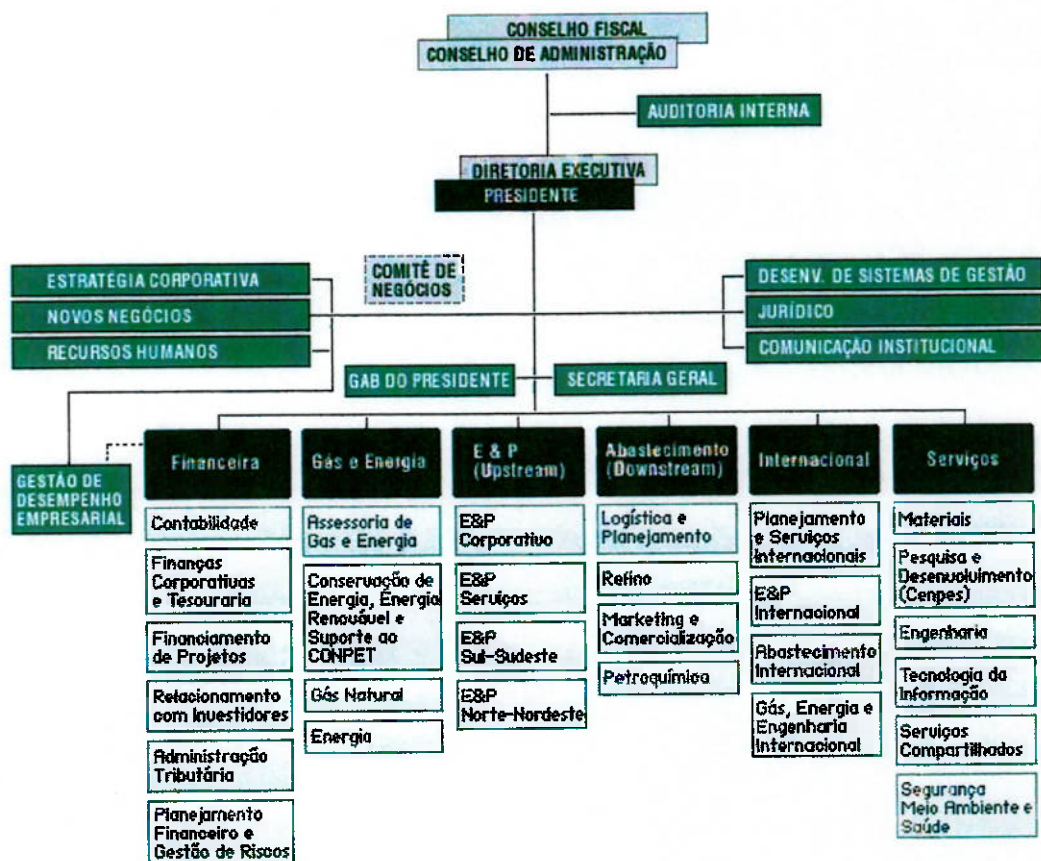 CONSELHO FISCAL
CONSELHO DE ADMINISTRAÇÃO
AUDITORIA INTERNA
DIRETORIA EXECUTIVA
PRESIDENTE
ESTRATÉGIA CORPORATIVA
NOVOS NEGÓCIOS
RECURSOS HUMANOS
COMITÊ DE
NEGÓCIOS
DESENV. DE SISTEMAS DE GESTÃO
JURÍDICO
COMUNICAÇÃO INSTITUCIONAL
GAB DO PRESIDENTE
SECRETARIA GERAL
GESTÃO DE
DESEMPENHO
EMPRESARIAL
Financeira
Contabilidade
Finanças
Corporativas
e Tesouraria
Financiamento
de Projetos
Relacionamento
com Investidores
Administração
Tributária
Planejamento
Financeiro e
Gestão de Riscos
Gás e Energia
Assessoria de
Gas e Energia
Conservação de
Energia, Energia
Renovável e
Suporte ao
CONPET
Gás Natural
Energia
E & P
(Upstream)
E&P
Corporativo
E&P
Serviços
E&P
Sul-Sudeste
E&P
Norte-Nordeste
Abastecimento
(Downstream)
Logística e
Planejamento
Refino
Marketing e
Comercialização
Petroquímica
Internacional
Planejamento
e Serviços
Internacionais
E&P
Internacional
Abastecimento
Internacional
Gás, Energia e
Engenharia
Internacional
Serviços
Materiais
Pesquisa e
Desenvolvimento
(Cenpes)
Engenharia
Tecnologia da
Informação
Serviços
Compartilhados
Segurança
Meio Ambiente e
Saúde